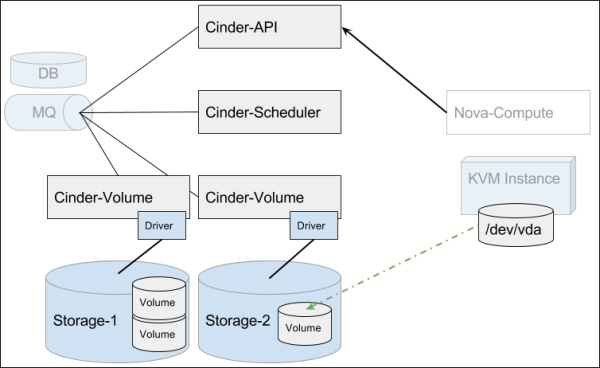 Cinder-API
DB
MQ
Cinder-Scheduler
Nova-Compute
KVM Instance
Cinder-Volume
Cinder-Volume
Driver
Driver
/dev/vda
Storage-1
Volume
Volume
Storage-2
Volume